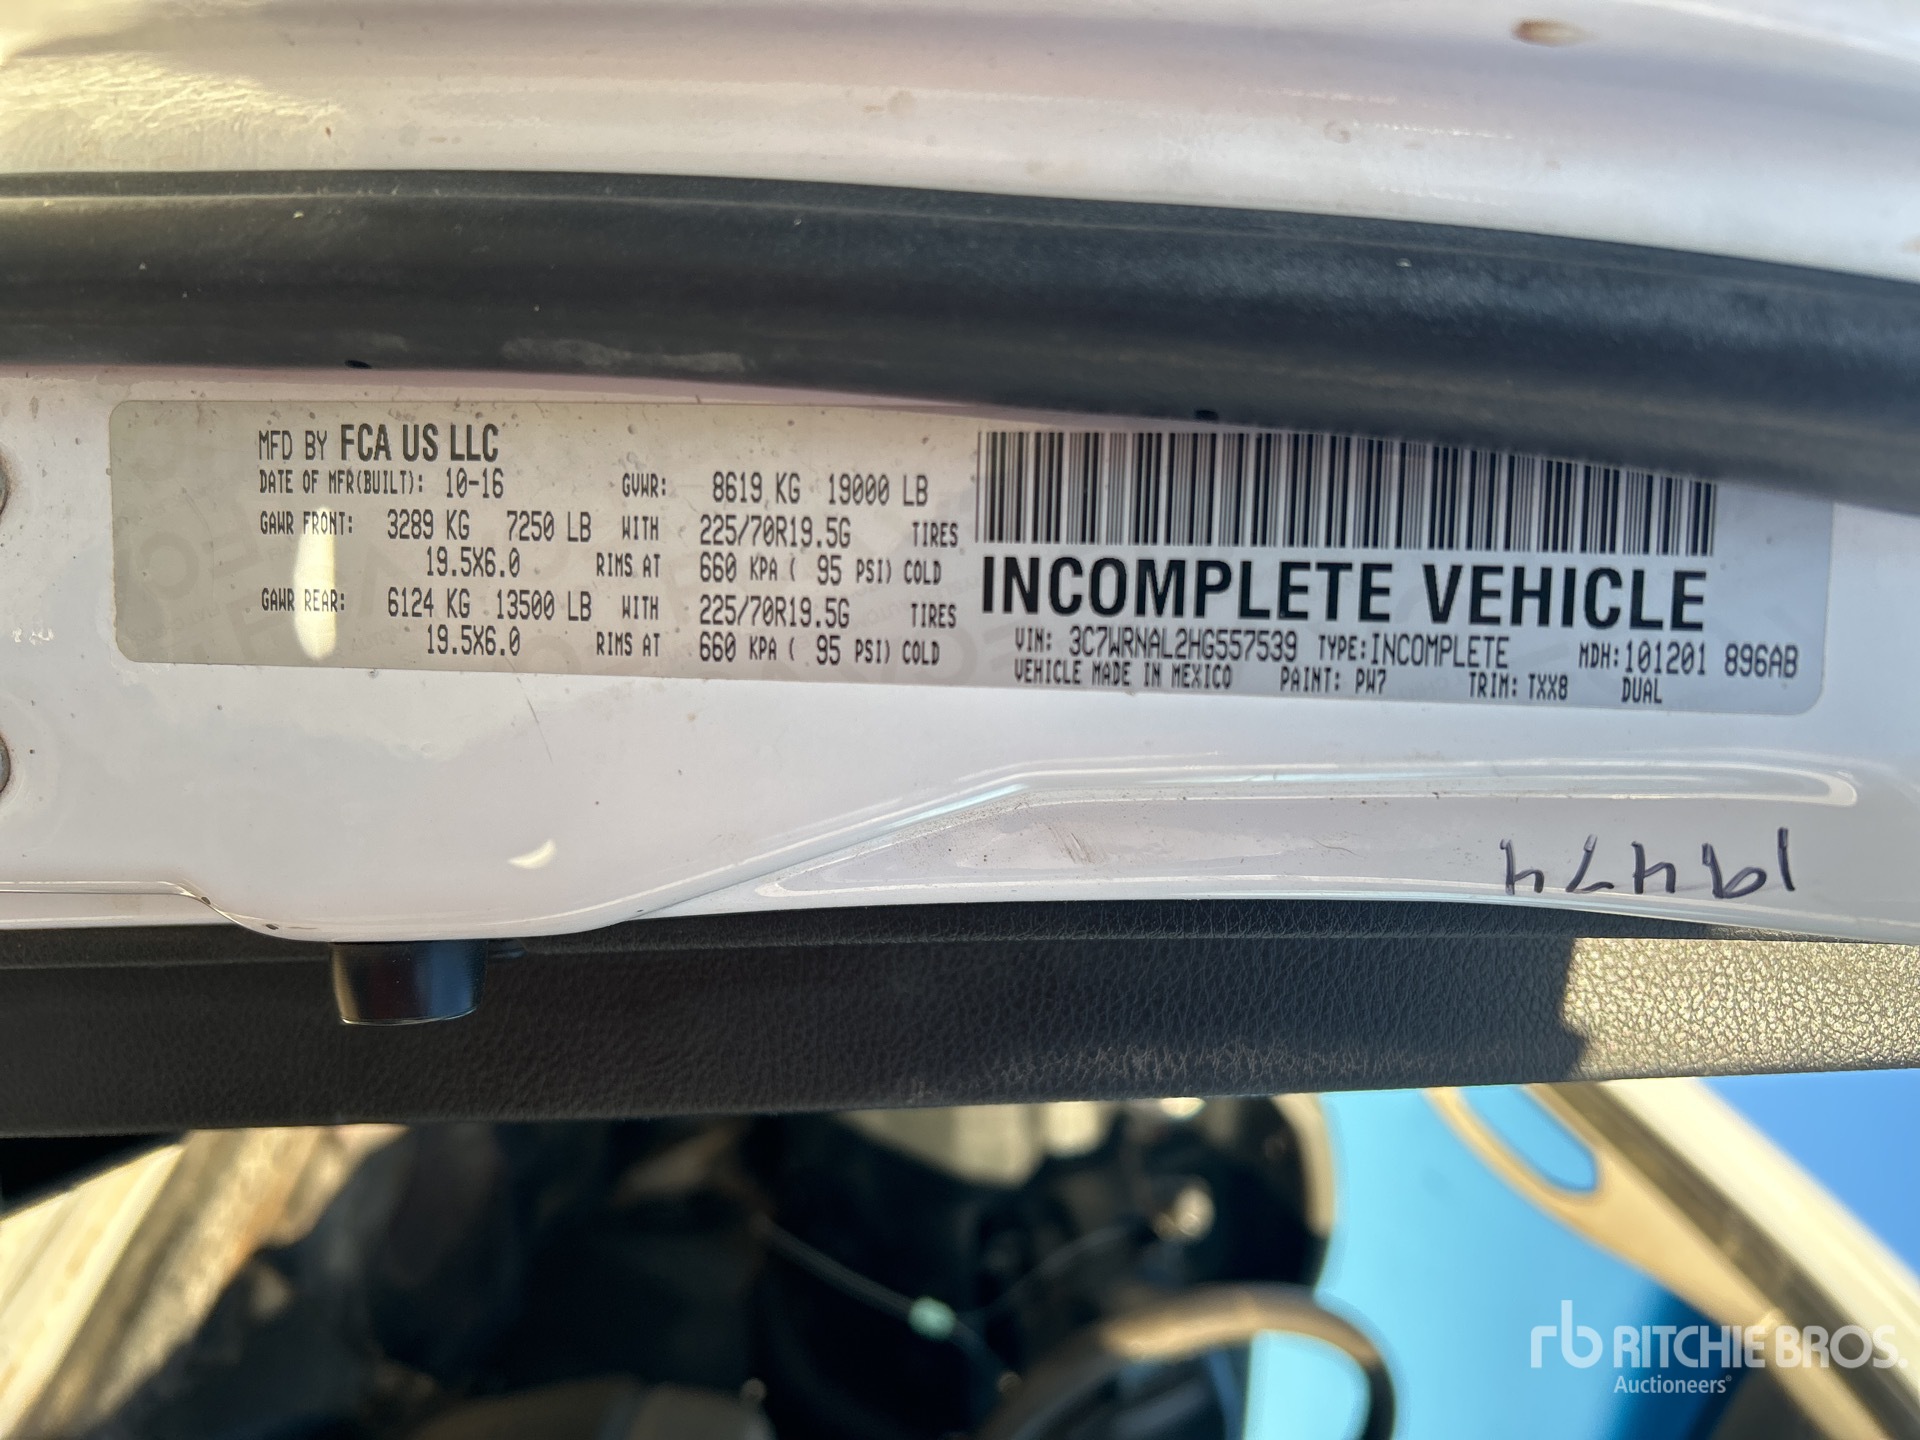 MFD BY FCA US LLC
DATE OF MFR(BUILT): 10-16 GVWR: 8619 KG 19000 LB
GAWR FRONT: 3289 KG 7250 LB WITH 225/70R19.5G TIRES
19.5X6.0 RIMS AT 660 KPA ( 95 PSI) COLD
GAWR REAR: 6124 KG 13500 LB WITH 225/70R19.5G TIRES
19.5X6.0 RIMS AT 660 KPA ( 95 PSI) COLD
INCOMPLETE VEHICLE
VIN: 3C7WRNAL2HG557539 TYPE:INCOMPLETE MDH:101201 896AB
VEHICLE MADE IN MEXICO PAINT: PW7 TRIM: TXX8 DUAL
rb RITCHIE BROS.
Auctioneers®